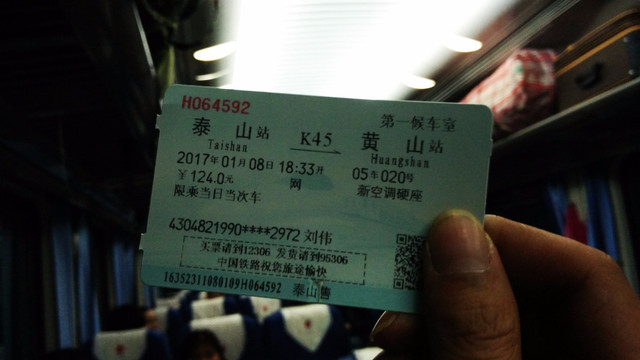 H064592
第一候车室
泰山站 K45 黄山站
Taishan Huangshan
2017年01月08日18:33开 05车020号
¥124.0元 网 新空调硬座
限乘当日当次车
4304821990****2972 刘伟
买票请到12306 发货请到95306
中国铁路祝您旅途愉快
16352311080109H064592 泰山售